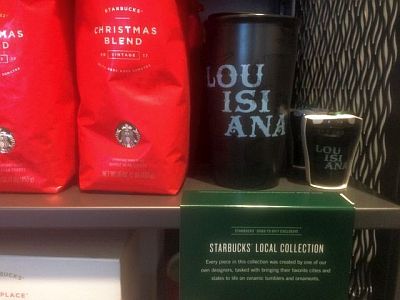 STARBUCKS
CHRISTMAS
BLEND
VINTAGE
LOU
ISI
ANA
LOU
ISI
ANA
STARBUCKS LOCAL COLLECTION
Every piece in this collection was created by one of our
own designers, tasked with bringing their favorite cities and
states to life on ceramic tumblers and ornaments.
PLACE